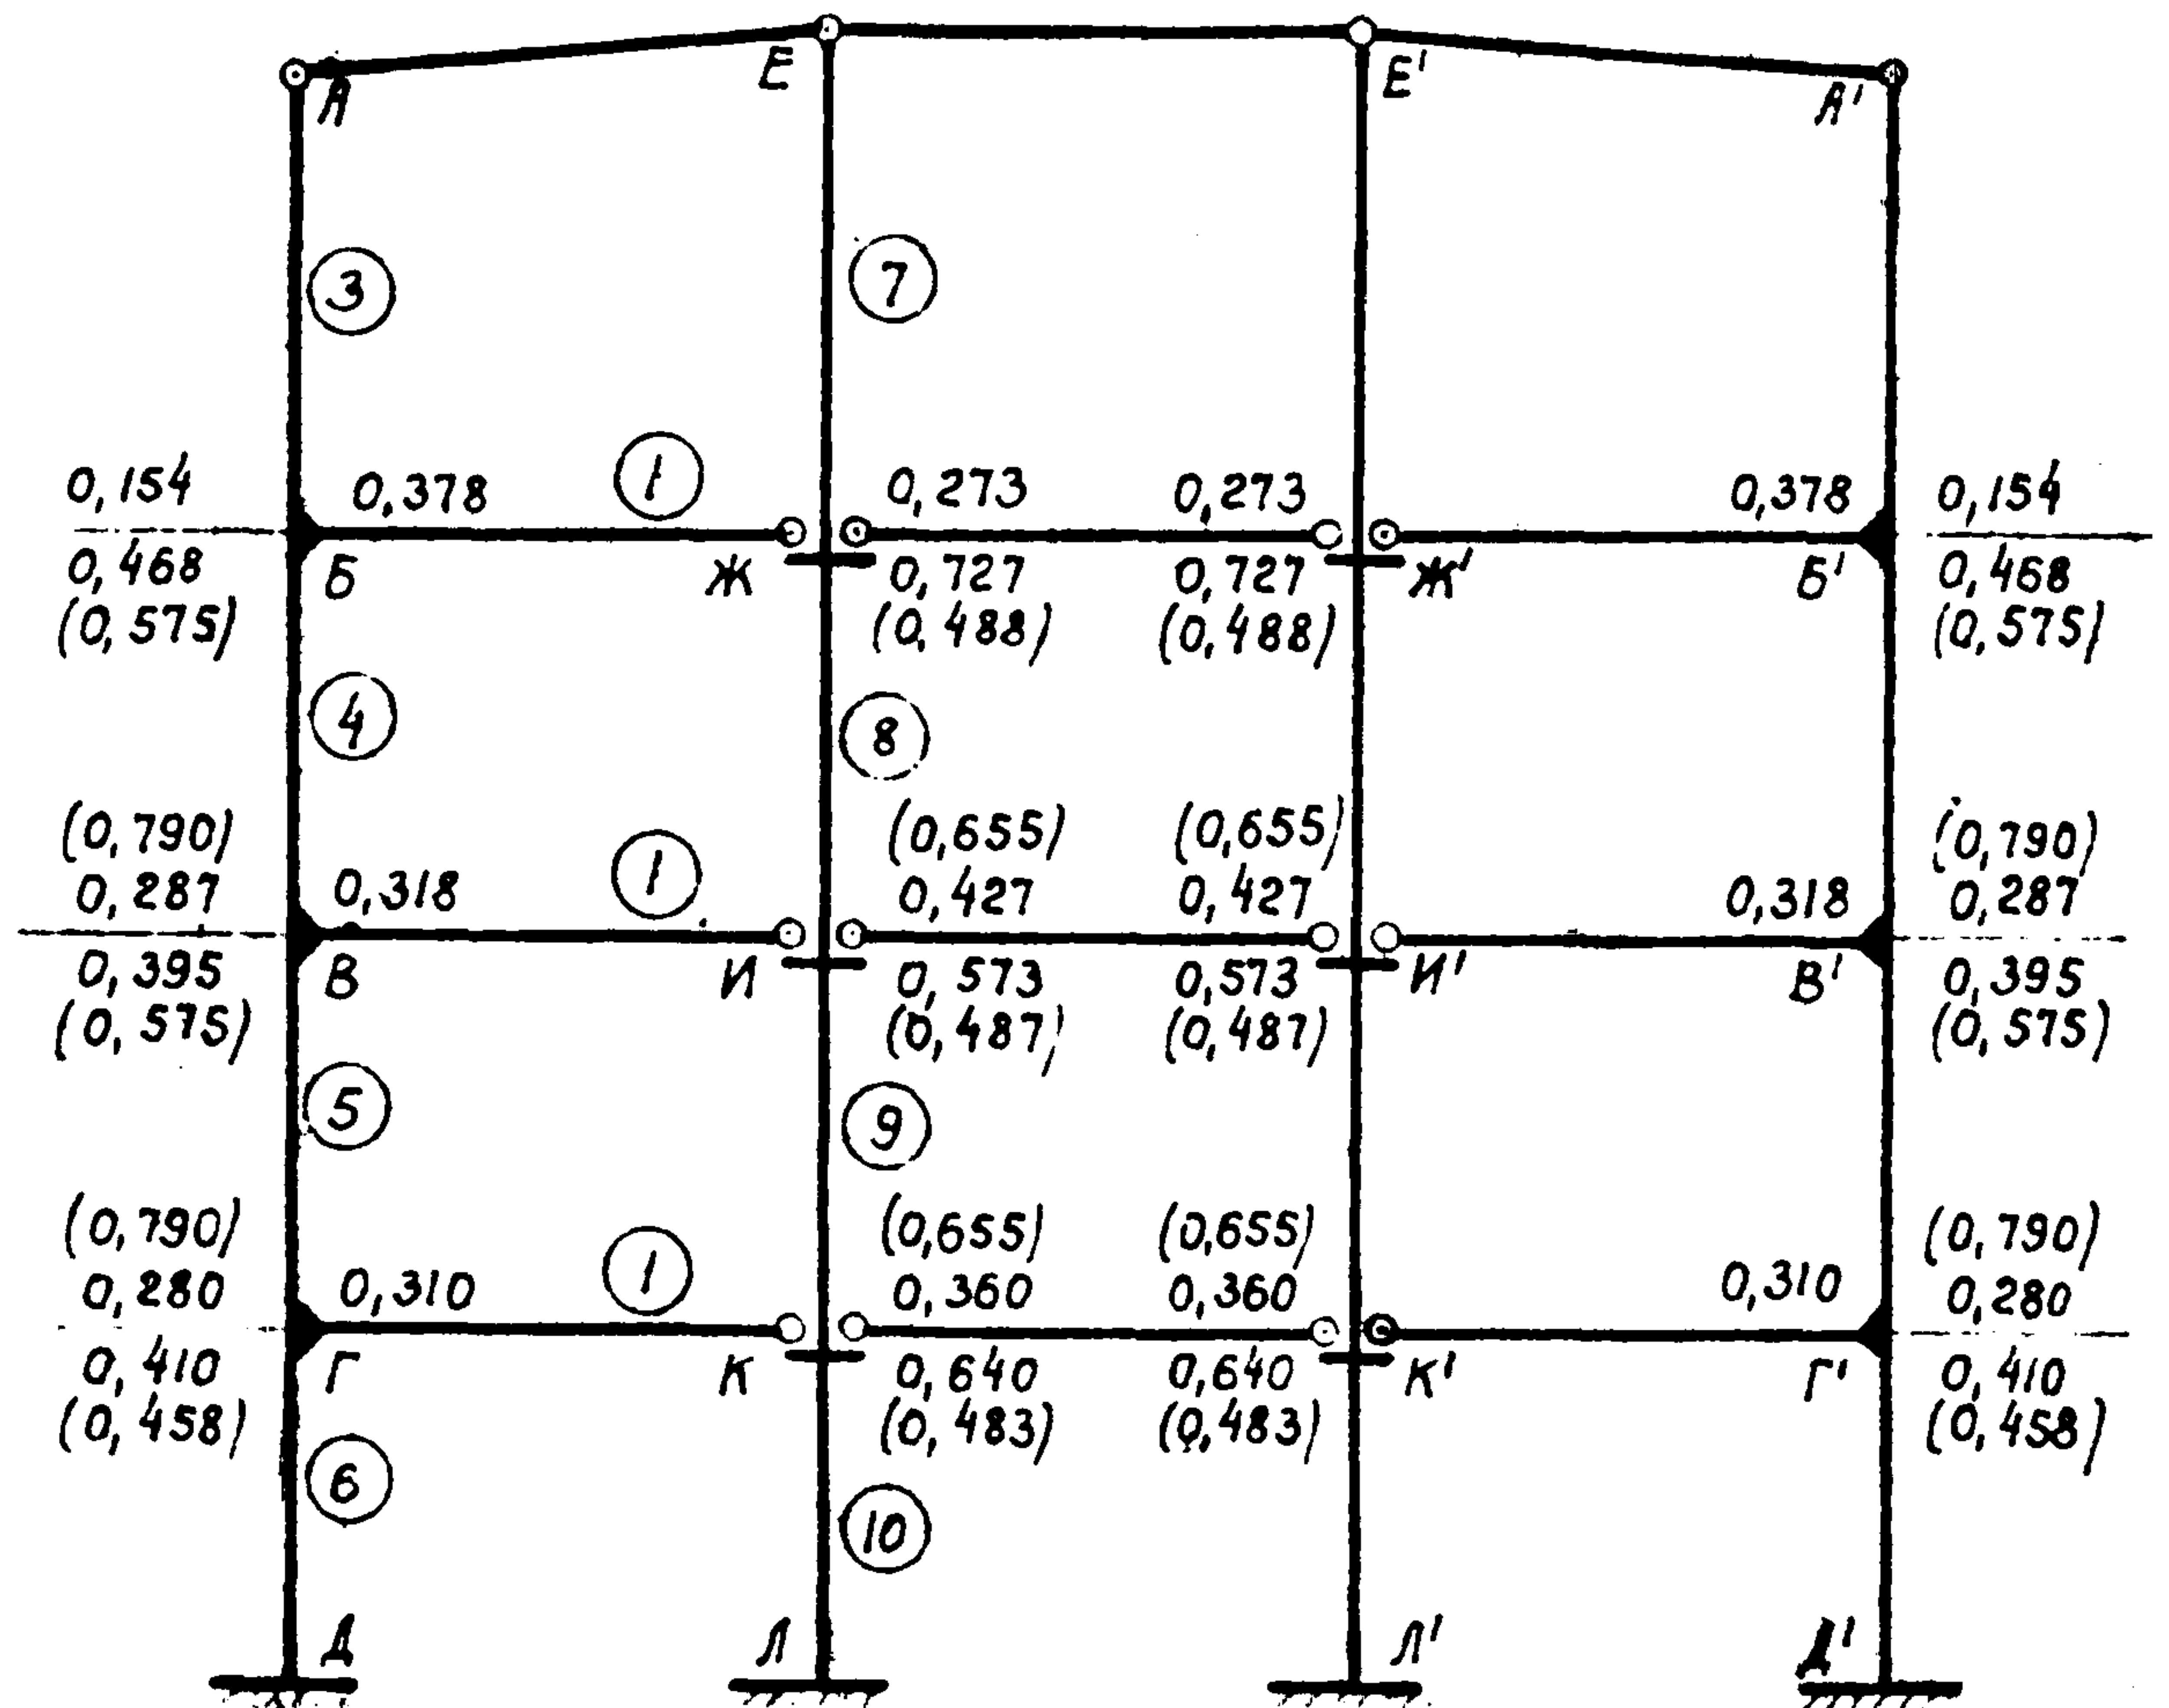 А Е Е' А'
3 7
0,154 0,378 1 0,273 0,273 0,378 0,154
0,468 Б Ж 0,727 0,727 Ж' Б' 0,468
(0,575) (0,488) (0,488) (0,575)
4 8
(0,790) (0,655) (0,655) (0,790)
0,287 0,318 1 0,427 0,427 0,318 0,287
0,395 В И 0,573 0,573 И' В' 0,395
(0,575) (0,487) (0,487) (0,575)
5 9
(0,790) (0,655) (0,655) (0,790)
0,280 0,310 1 0,360 0,360 0,310 0,280
0,410 Г К 0,640 0,640 К' Г' 0,410
(0,458) (0,483) (0,483) (0,458)
6 10
Д Л Л' Д'